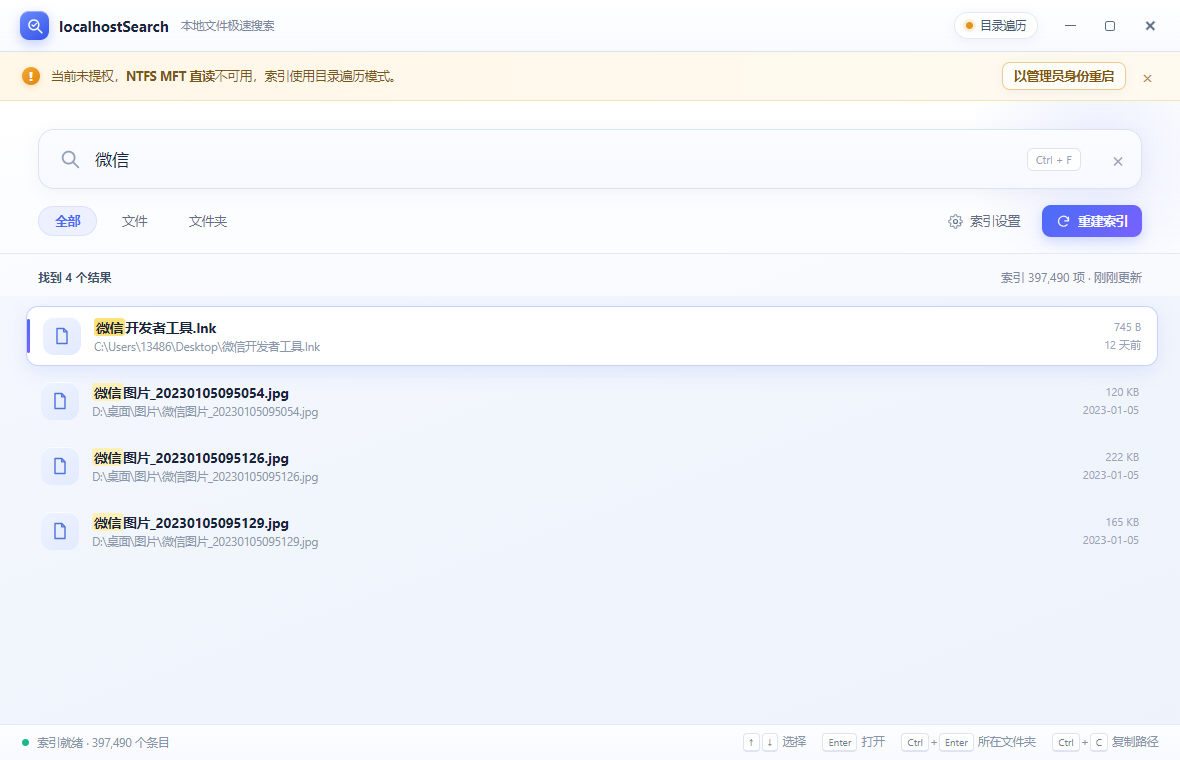 localhostSearch 本地文件极速搜索 目录遍历
当前未提权，NTFS MFT 直读不可用，索引使用目录遍历模式。 以管理员身份重启
微信 Ctrl + F
全部 文件 文件夹 索引设置 重建索引
找到 4 个结果 索引 397,490 项 · 刚刚更新
微信开发者工具.lnk 745 B
C:\Users\13486\Desktop\微信开发者工具.lnk 12 天前
微信图片_20230105095054.jpg 120 KB
D:\桌面\图片\微信图片_20230105095054.jpg 2023-01-05
微信图片_20230105095126.jpg 222 KB
D:\桌面\图片\微信图片_20230105095126.jpg 2023-01-05
微信图片_20230105095129.jpg 165 KB
D:\桌面\图片\微信图片_20230105095129.jpg 2023-01-05
索引就绪 · 397,490 个条目 ↑ ↓ 选择 Enter 打开 Ctrl + Enter 所在文件夹 Ctrl + C 复制路径